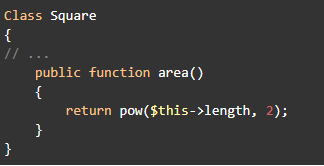 Class Square
{
// ...
    public function area()
    {
        return pow($this->length, 2);
    }
}